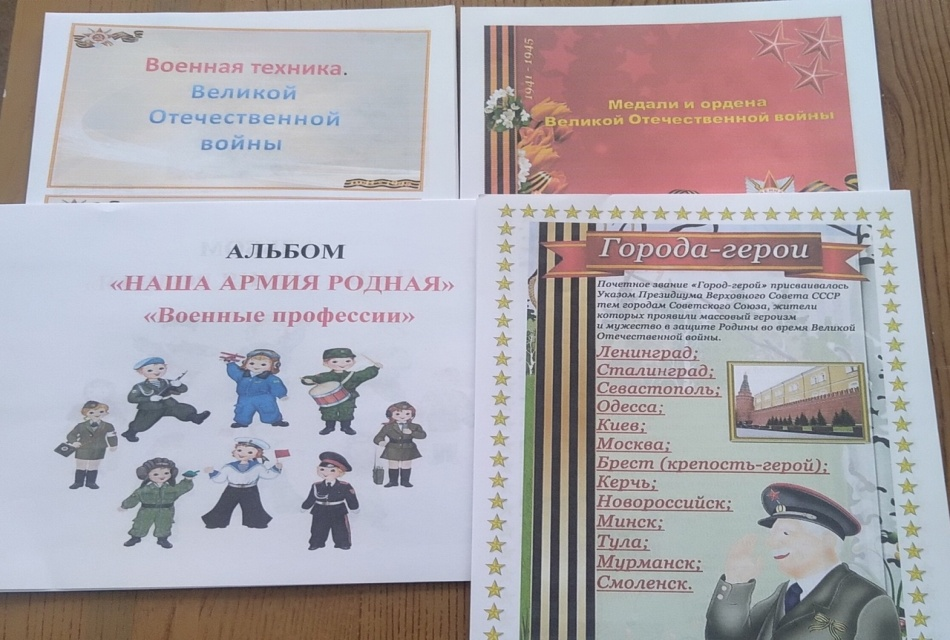 Военная техника.
Великой
Отечественной
войны
1941 - 1945
Медали и ордена
Великой Отечественной войны
АЛЬБОМ
«НАША АРМИЯ РОДНАЯ»
«Военные профессии»
Города-герои
Почетное звание «Город-герой» присваивалось
Указом Президиума Верховного Совета СССР
тем городам Советского Союза, жители
которых проявили массовый героизм
и мужество в защите Родины во время Великой
Отечественной войны.
Ленинград;
Сталинград;
Севастополь;
Одесса;
Киев;
Москва;
Брест (крепость-герой);
Керчь;
Новороссийск;
Минск;
Тула;
Мурманск;
Смоленск.